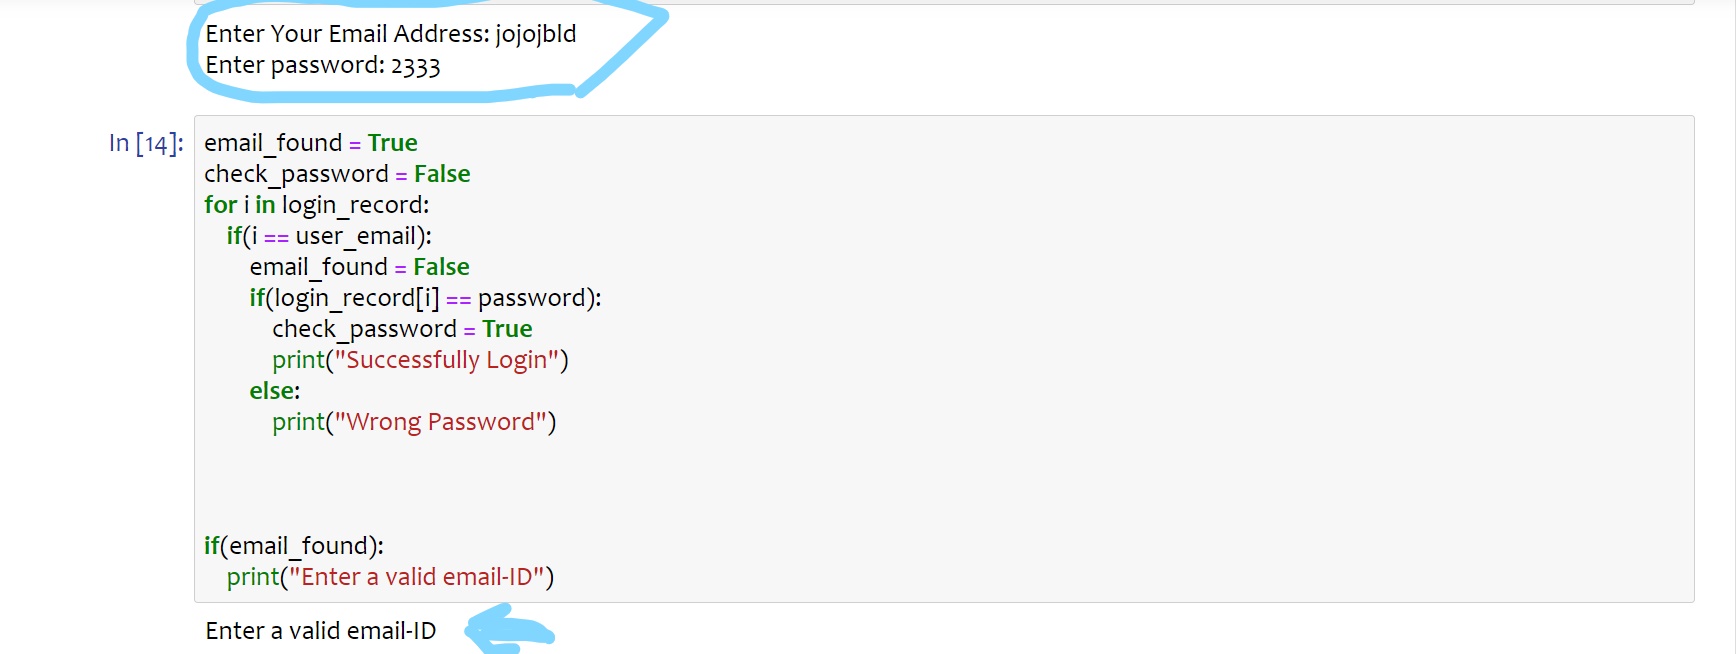 Enter Your Email Address: jojojbld
Enter password: 2333
In [14]:
email_found = True
check_password = False
for i in login_record:
    if(i == user_email):
        email_found = False
        if(login_record[i] == password):
            check_password = True
            print("Successfully Login")
        else:
            print("Wrong Password")
if(email_found):
    print("Enter a valid email-ID")
Enter a valid email-ID